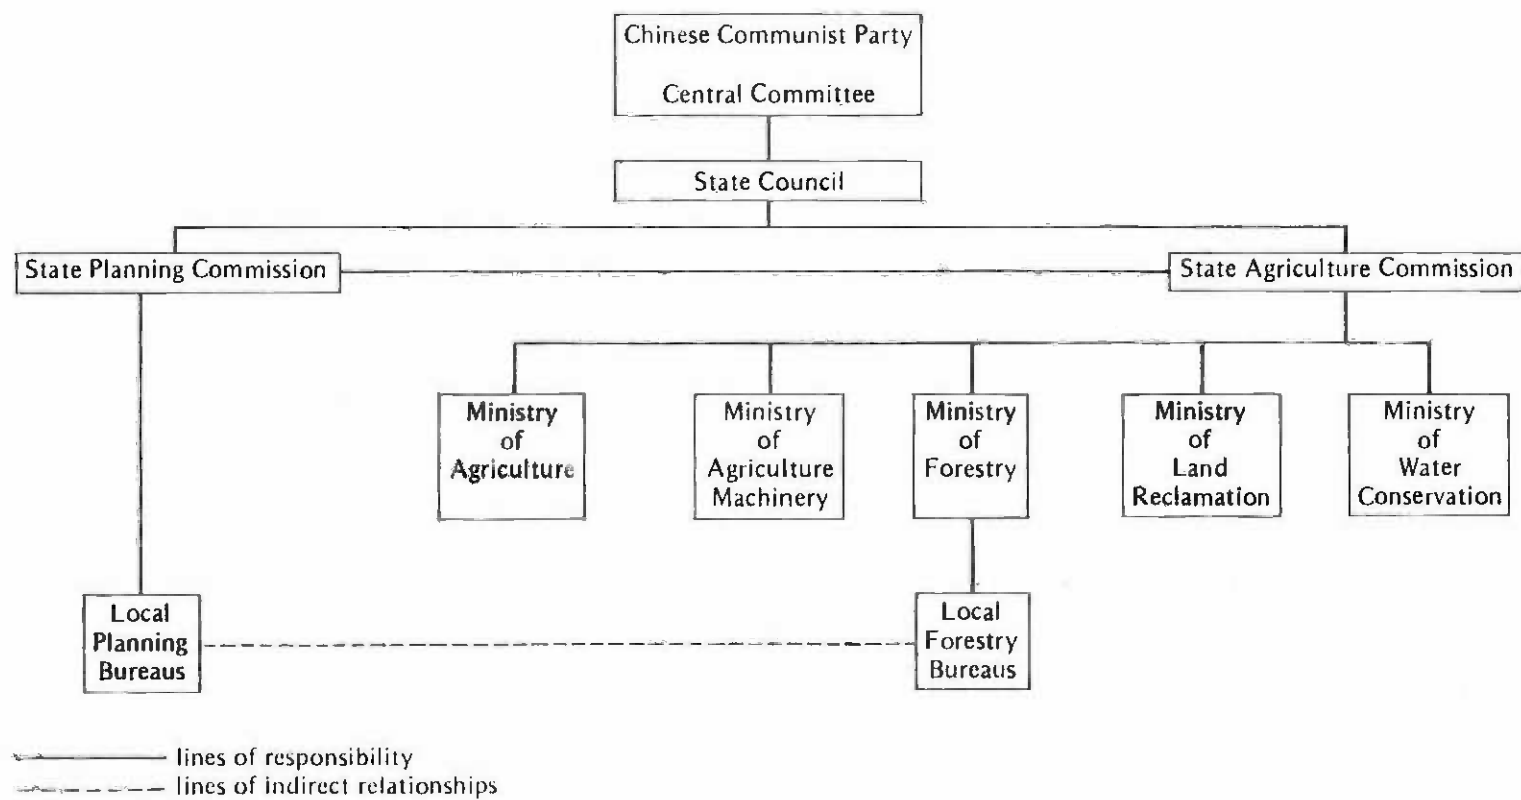 Chinese Communist Party
Central Committee
State Council
State Planning Commission
State Agriculture Commission
Ministry
of
Agriculture
Ministry
of
Agriculture
Machinery
Ministry
of
Forestry
Ministry
of
Land
Reclamation
Ministry
of
Water
Conservation
Local
Planning
Bureaus
Local
Forestry
Bureaus
lines of responsibility
lines of indirect relationships